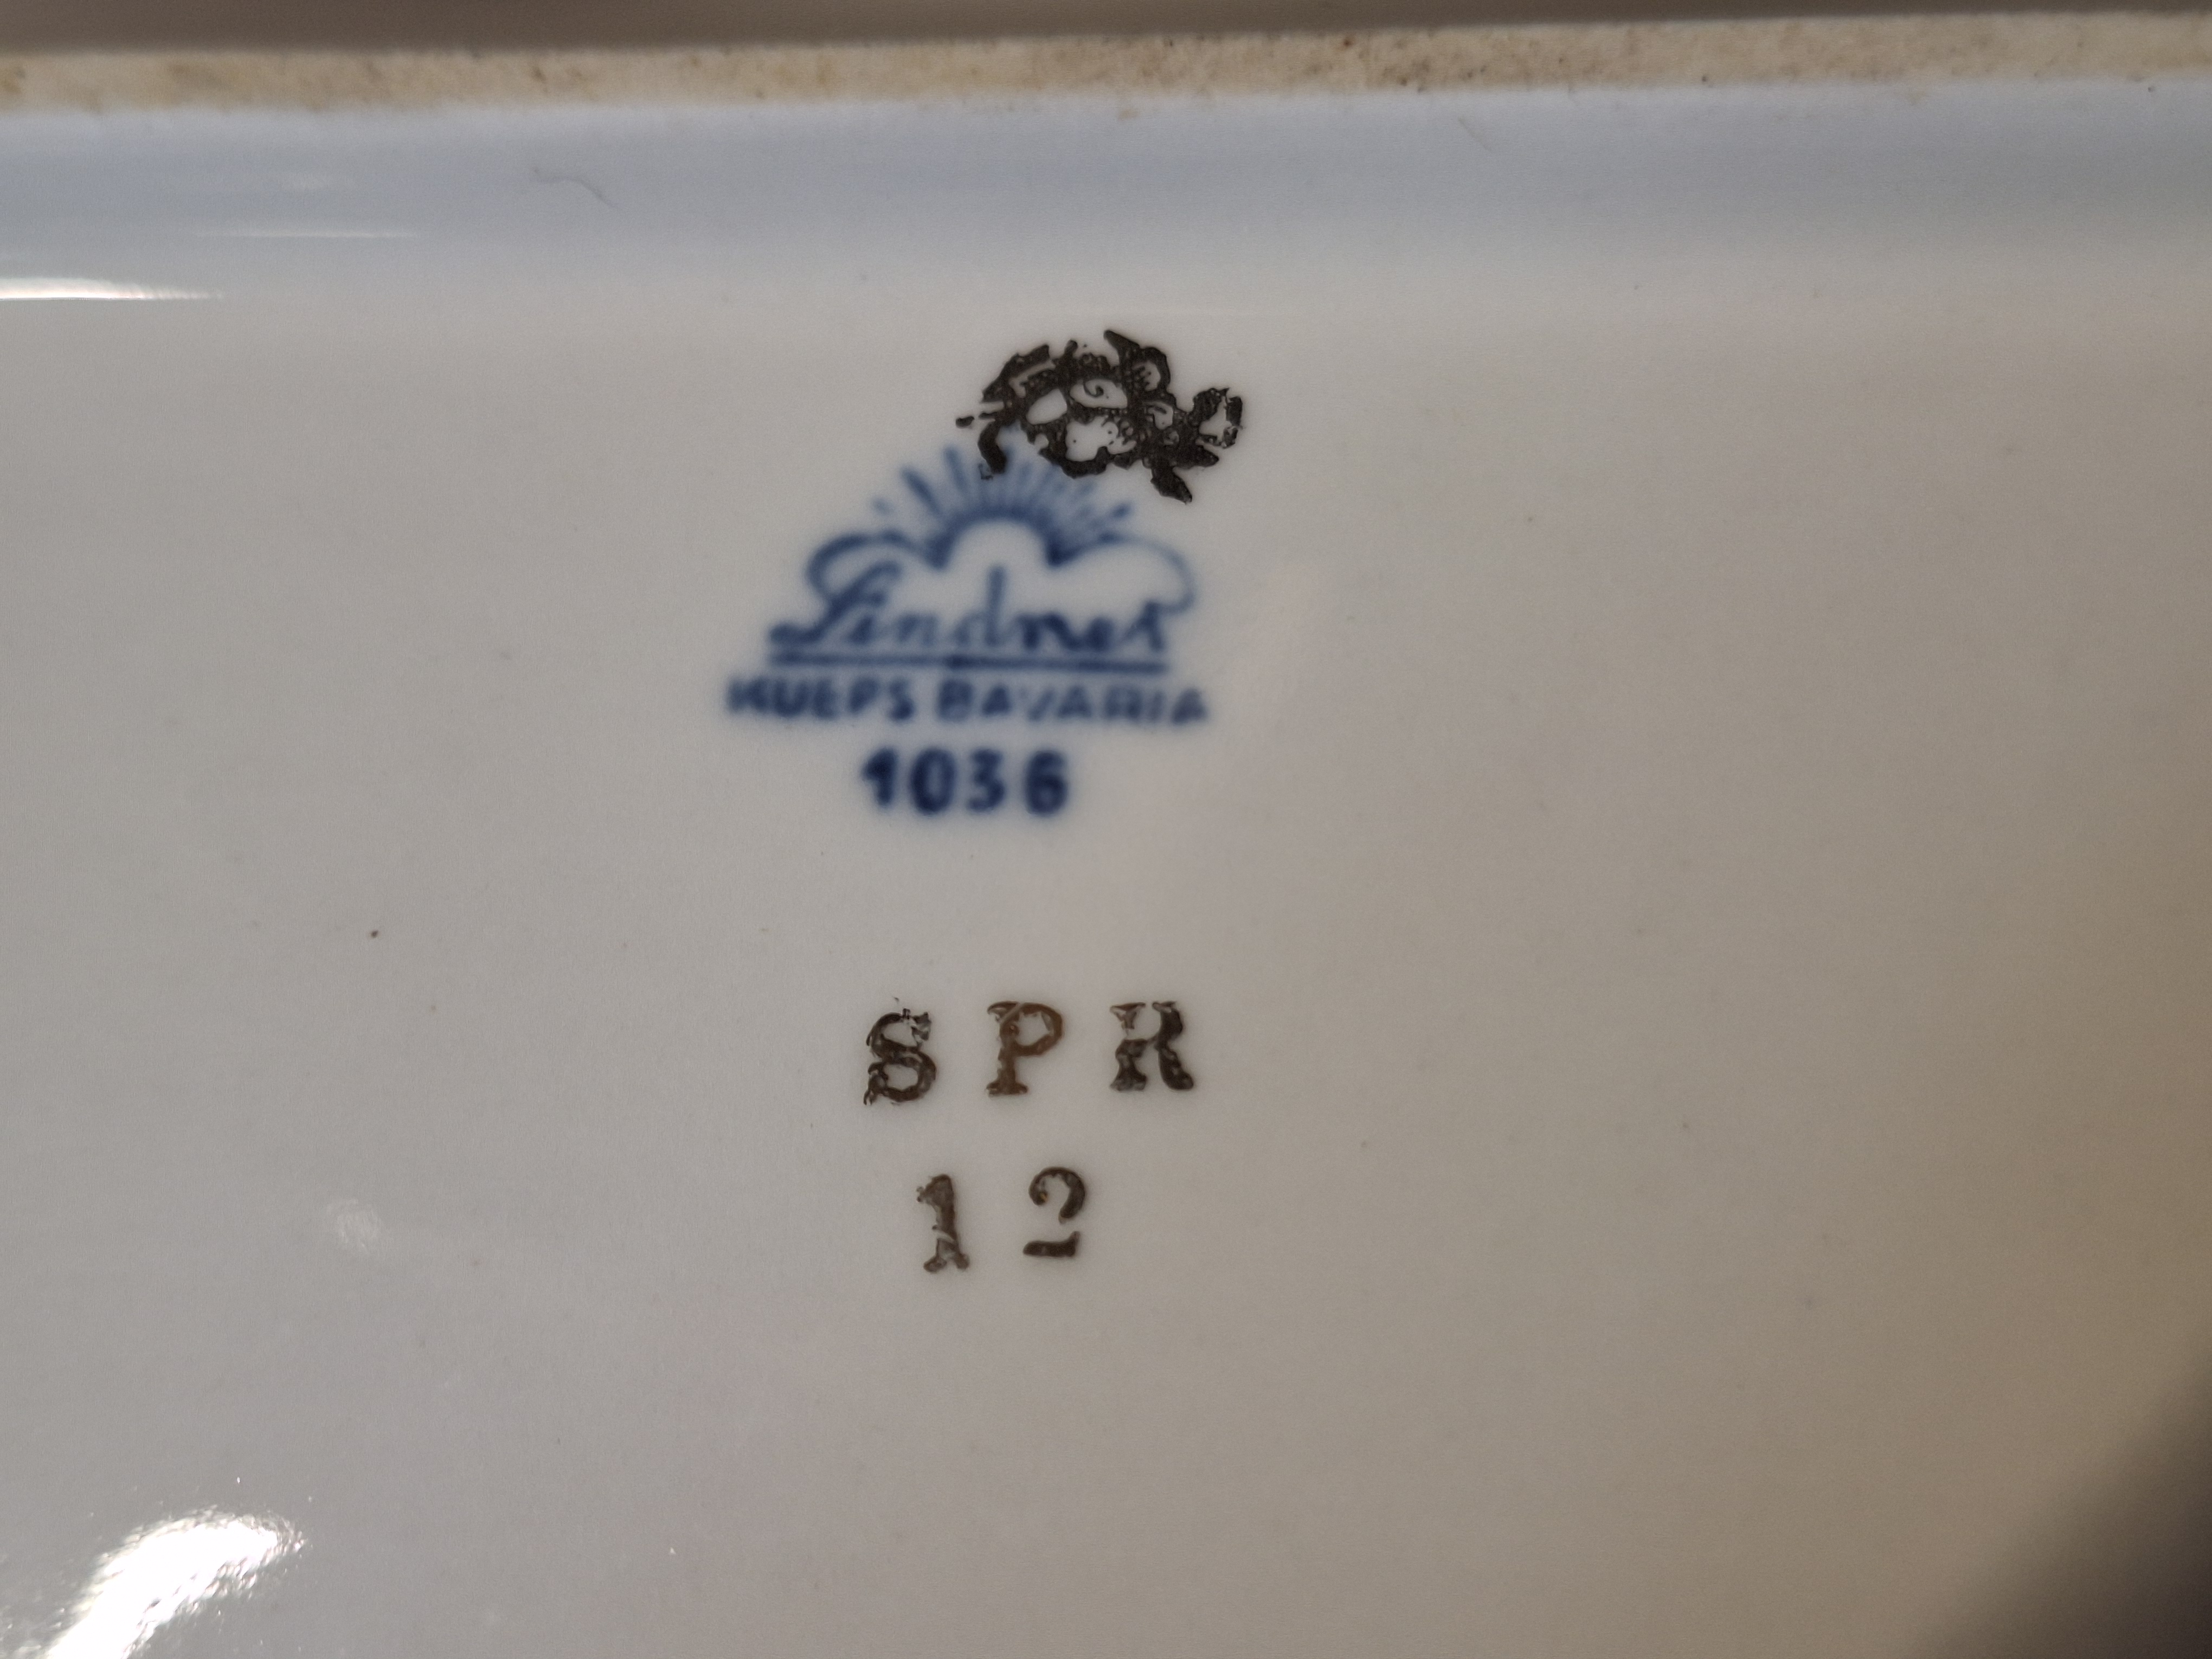 Lindner
KUEPS BAVARIA
1036
SPR
12